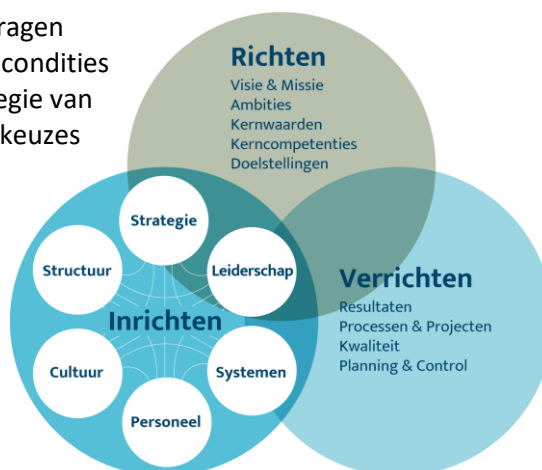 ragen
condities
egie van
keuzes
Richten
Visie & Missie
Ambities
Kernwaarden
Kerncompetenties
Doelstellingen
Strategie
Structuur
Leiderschap
Inrichten
Cultuur
Systemen
Personeel
Verrichten
Resultaten
Processen & Projecten
Kwaliteit
Planning & Control